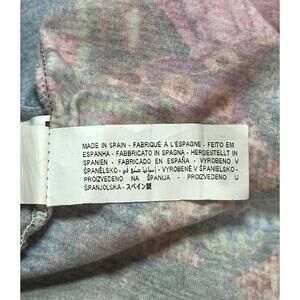 MADE IN SPAIN - FABRIQUE A L'ESPAGNE - FEITO EM
ESPANHA - FABBRICATO IN SPAGNA - HERGESTELLT IN
SPANIEN - FABRICADO EN ESPAÑA - VYROBENO V
ŠPANĚLSKO - إسبانيا صنع في - VYROBENÉ V ŠPANIELSKO -
PROIZVEDENO NA ŠPANIJA - PROIZVEDENO U
ŠPANJOLSKA - スペイン製